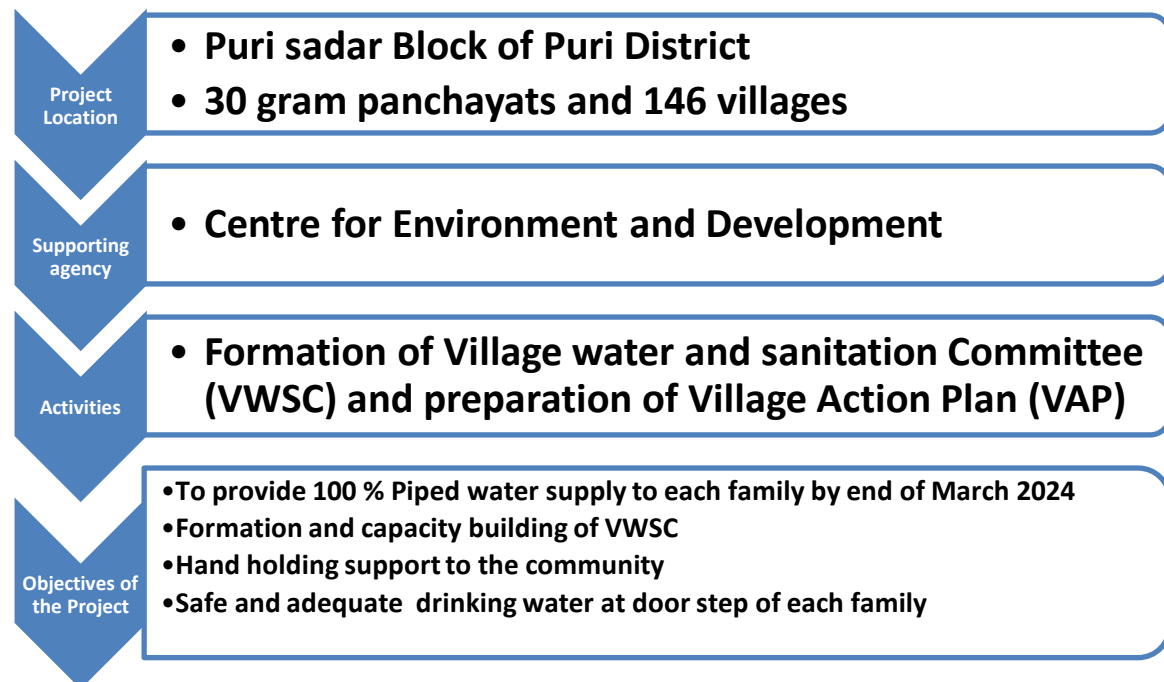 Project
Location
• Puri sadar Block of Puri District
• 30 gram panchayats and 146 villages
Supporting
agency
• Centre for Environment and Development
Activities
• Formation of Village water and sanitation Committee
(VWSC) and preparation of Village Action Plan (VAP)
Objectives of
the Project
•To provide 100 % Piped water supply to each family by end of March 2024
•Formation and capacity building of VWSC
•Hand holding support to the community
•Safe and adequate drinking water at door step of each family